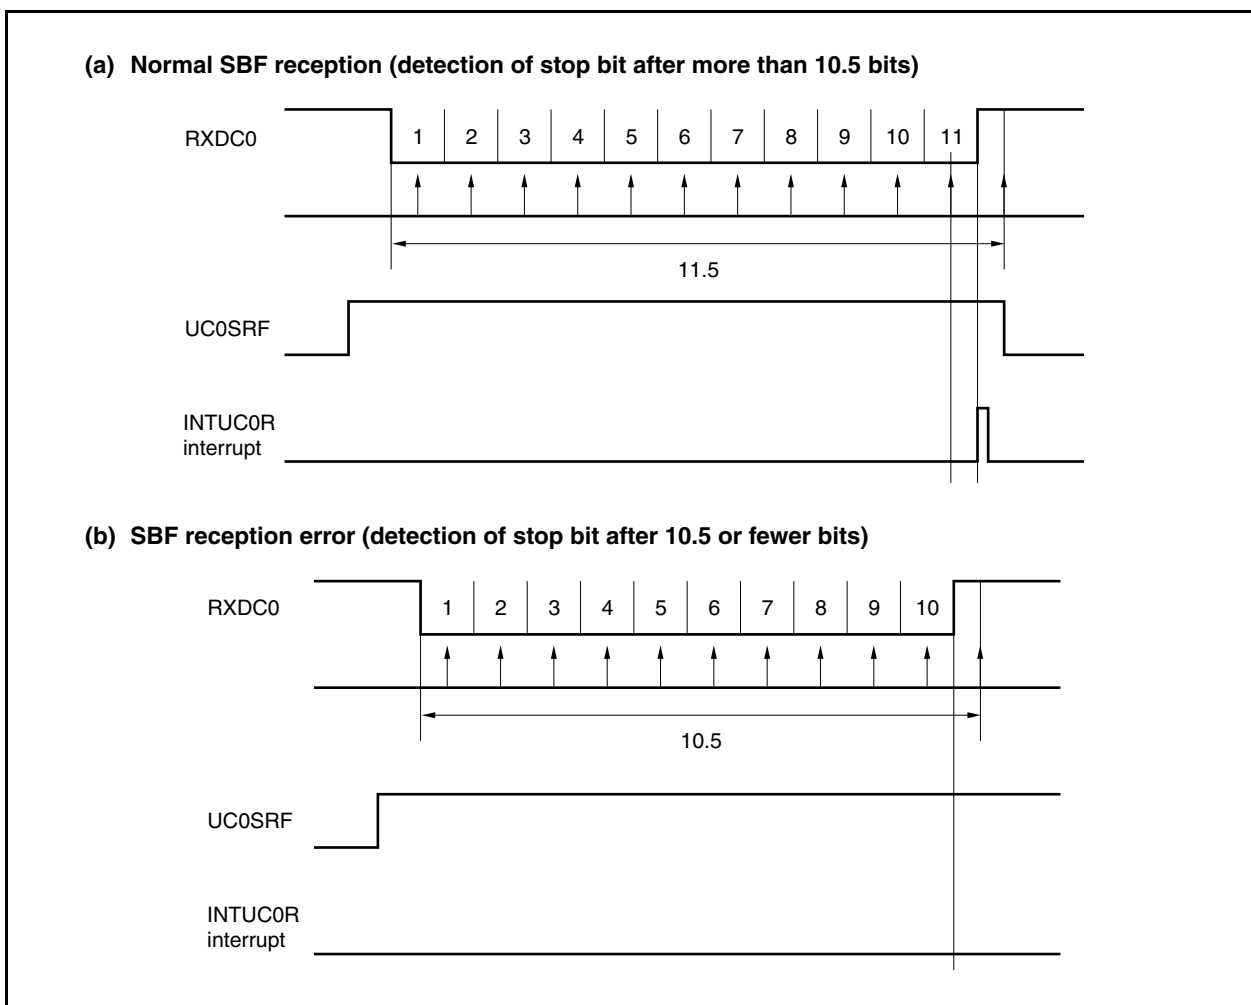 (a) Normal SBF reception (detection of stop bit after more than 10.5 bits)
RXDC0
1 2 3 4 5 6 7 8 9 10 11
11.5
UC0SRF
INTUC0R
interrupt
(b) SBF reception error (detection of stop bit after 10.5 or fewer bits)
RXDC0
1 2 3 4 5 6 7 8 9 10
10.5
UC0SRF
INTUC0R
interrupt